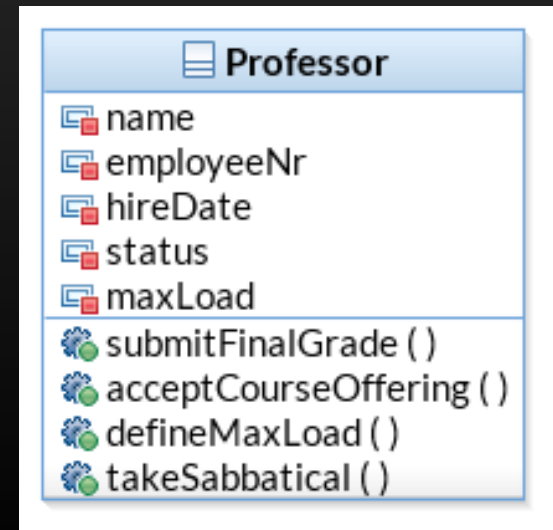 Professor
name
employeeNr
hireDate
status
maxLoad
submitFinalGrade ( )
acceptCourseOffering ( )
defineMaxLoad ( )
takeSabbatical ( )